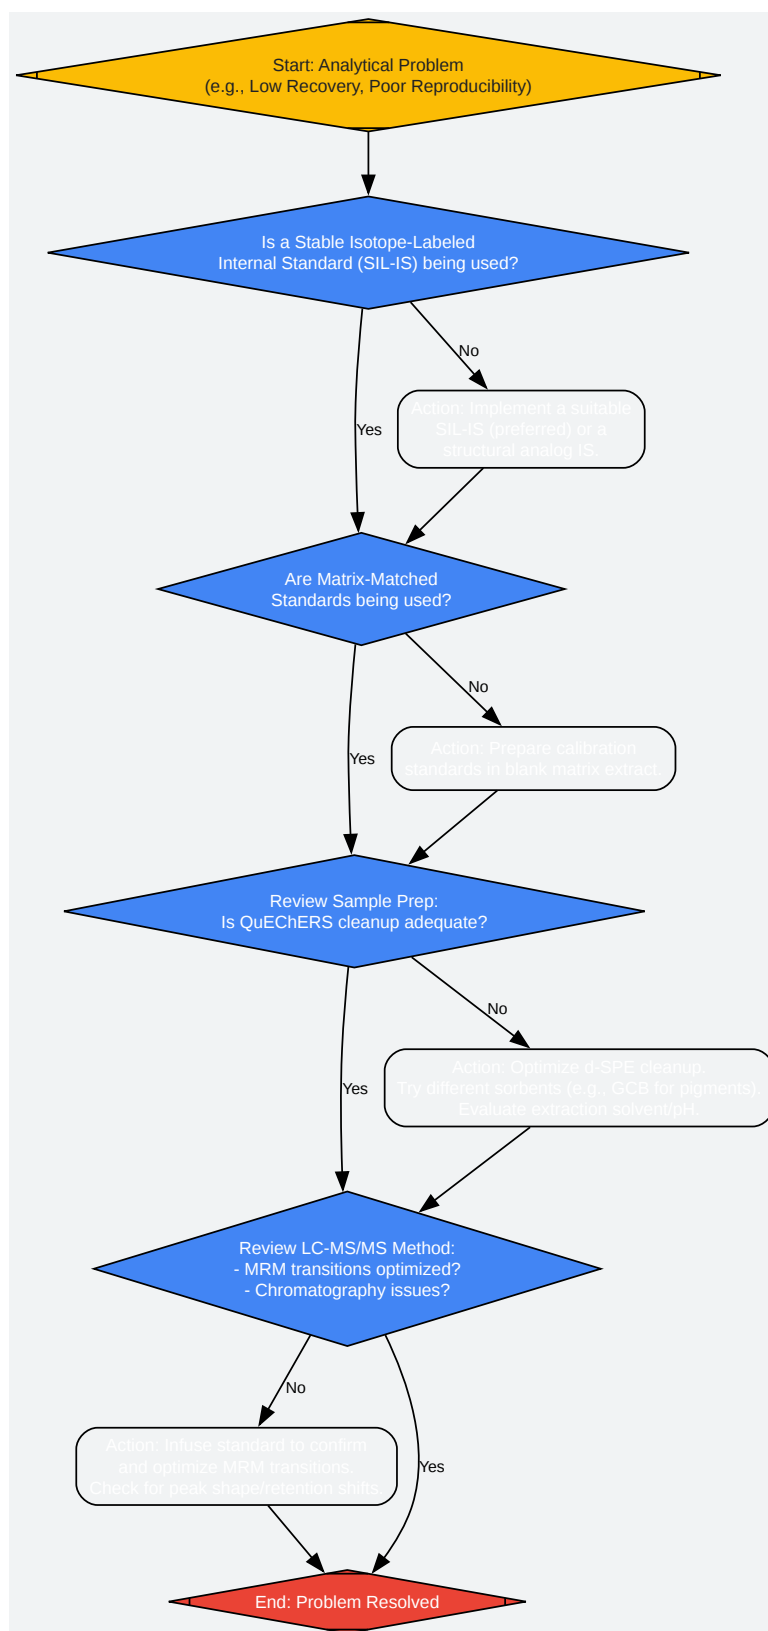 Start: Analytical Problem
(e.g., Low Recovery, Poor Reproducibility)
Is a Stable Isotope-Labeled
Internal Standard (SIL-IS) being used?
No
Action: Implement a suitable
SIL-IS (preferred) or a
structural analog IS.
Yes
Are Matrix-Matched
Standards being used?
No
Action: Prepare calibration
standards in blank matrix extract.
Yes
Review Sample Prep:
Is QuEChERS cleanup adequate?
No
Action: Optimize d-SPE cleanup.
Try different sorbents (e.g., GCB for pigments).
Evaluate extraction solvent/pH.
Yes
Review LC-MS/MS Method:
- MRM transitions optimized?
- Chromatography issues?
No
Action: Infuse standard to confirm
and optimize MRM transitions.
Check for peak shape/retention shifts.
Yes
End: Problem Resolved